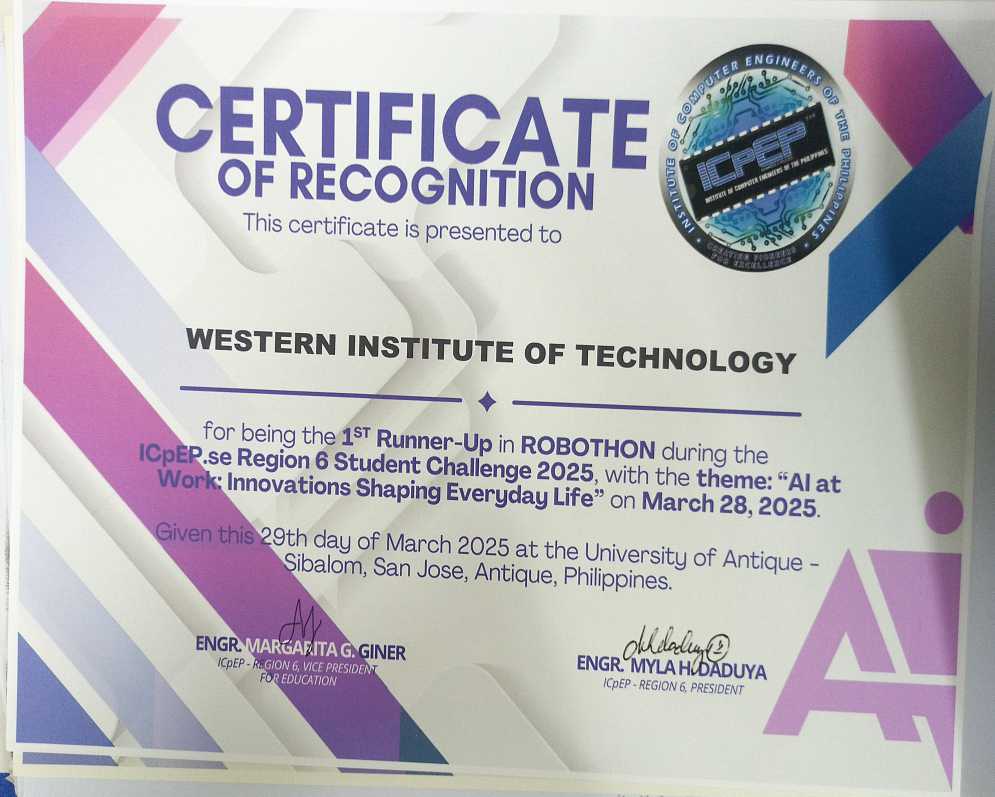 CERTIFICATE
OF RECOGNITION
This certificate is presented to
INSTITUTE OF COMPUTER ENGINEERS OF THE PHILIPPINES
ICpEP
INSTITUTE OF COMPUTER ENGINEERS OF THE PHILIPPINES
CREATING PIONEERS
FOR EXCELLENCE
WESTERN INSTITUTE OF TECHNOLOGY
for being the 1ST Runner-Up in ROBOTHON during the
ICpEP.se Region 6 Student Challenge 2025, with the theme: “AI at
Work: Innovations Shaping Everyday Life” on March 28, 2025.
Given this 29th day of March 2025 at the University of Antique –
Sibalom, San Jose, Antique, Philippines.
ENGR. MARGARITA G. GINER
ICpEP - REGION 6, VICE PRESIDENT
FOR EDUCATION
ENGR. MYLA H. DADUYA
ICpEP - REGION 6, PRESIDENT
Ai